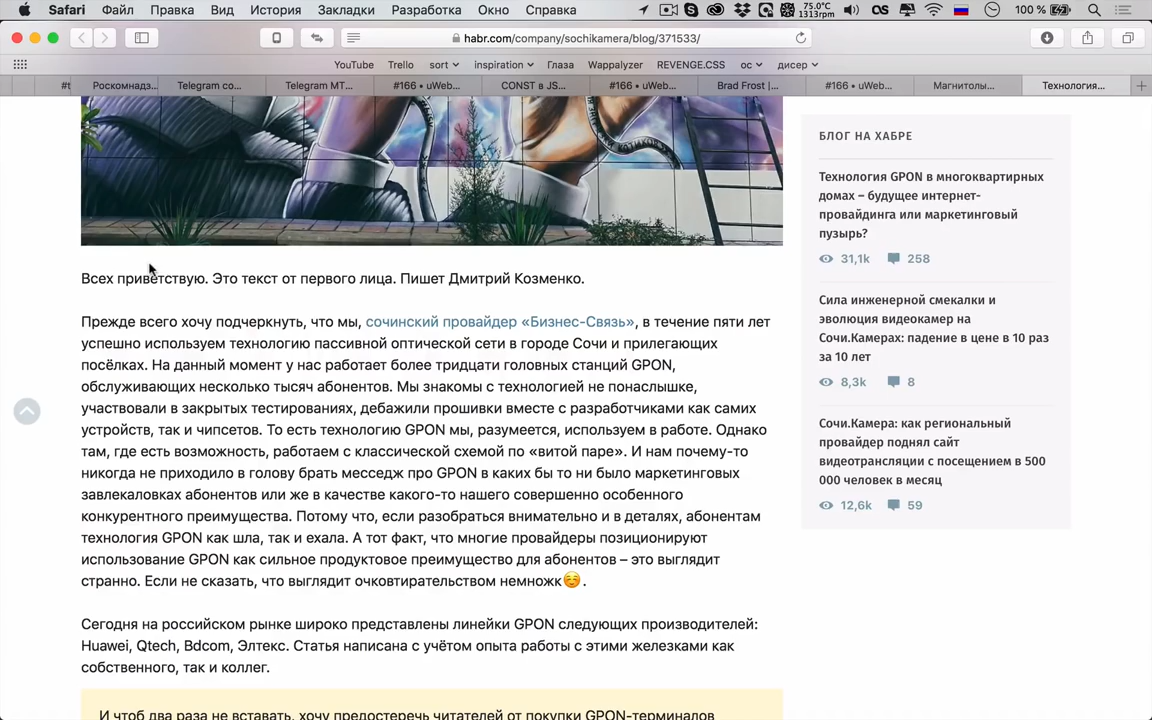 Safari Файл Правка Вид История Закладки Разработка Окно Справка 75.0°C 1313rpm 100 %
habr.com/company/sochikamera/blog/371533/
YouTube Trello sort inspiration Глаза Wappalyzer REVENGE.CSS ос дисер
#t Роскомнадз... Telegram со... Telegram MT... #166 • uWeb... CONST в JS... #166 • uWeb... Brad Frost |... #166 • uWeb... Магнитолы... Технология...
Всех приветствую. Это текст от первого лица. Пишет Дмитрий Козменко.
Прежде всего хочу подчеркнуть, что мы, сочинский провайдер «Бизнес-Связь», в течение пяти лет
успешно используем технологию пассивной оптической сети в городе Сочи и прилегающих
посёлках. На данный момент у нас работает более тридцати головных станций GPON,
обслуживающих несколько тысяч абонентов. Мы знакомы с технологией не понаслышке,
участвовали в закрытых тестированиях, дебажили прошивки вместе с разработчиками как самих
устройств, так и чипсетов. То есть технологию GPON мы, разумеется, используем в работе. Однако
там, где есть возможность, работаем с классической схемой по «витой паре». И нам почему-то
никогда не приходило в голову брать месседж про GPON в каких бы то ни было маркетинговых
завлекаловках абонентов или же в качестве какого-то нашего совершенно особенного
конкурентного преимущества. Потому что, если разобраться внимательно и в деталях, абонентам
технология GPON как шла, так и ехала. А тот факт, что многие провайдеры позиционируют
использование GPON как сильное продуктовое преимущество для абонентов – это выглядит
странно. Если не сказать, что выглядит очковтирательством немножк☺️.
Сегодня на российском рынке широко представлены линейки GPON следующих производителей:
Huawei, Qtech, Bdcom, Элтекс. Статья написана с учётом опыта работы с этими железками как
собственного, так и коллег.
И чтоб два раза не вставать, хочу предостеречь читателей от покупки GPON-терминалов
БЛОГ НА ХАБРЕ
Технология GPON в многоквартирных
домах – будущее интернет-
провайдинга или маркетинговый
пузырь?
31,1k 258
Сила инженерной смекалки и
эволюция видеокамер на
Сочи.Камерах: падение в цене в 10 раз
за 10 лет
8,3k 8
Сочи.Камера: как региональный
провайдер поднял сайт
видеотрансляции с посещением в 500
000 человек в месяц
12,6k 59